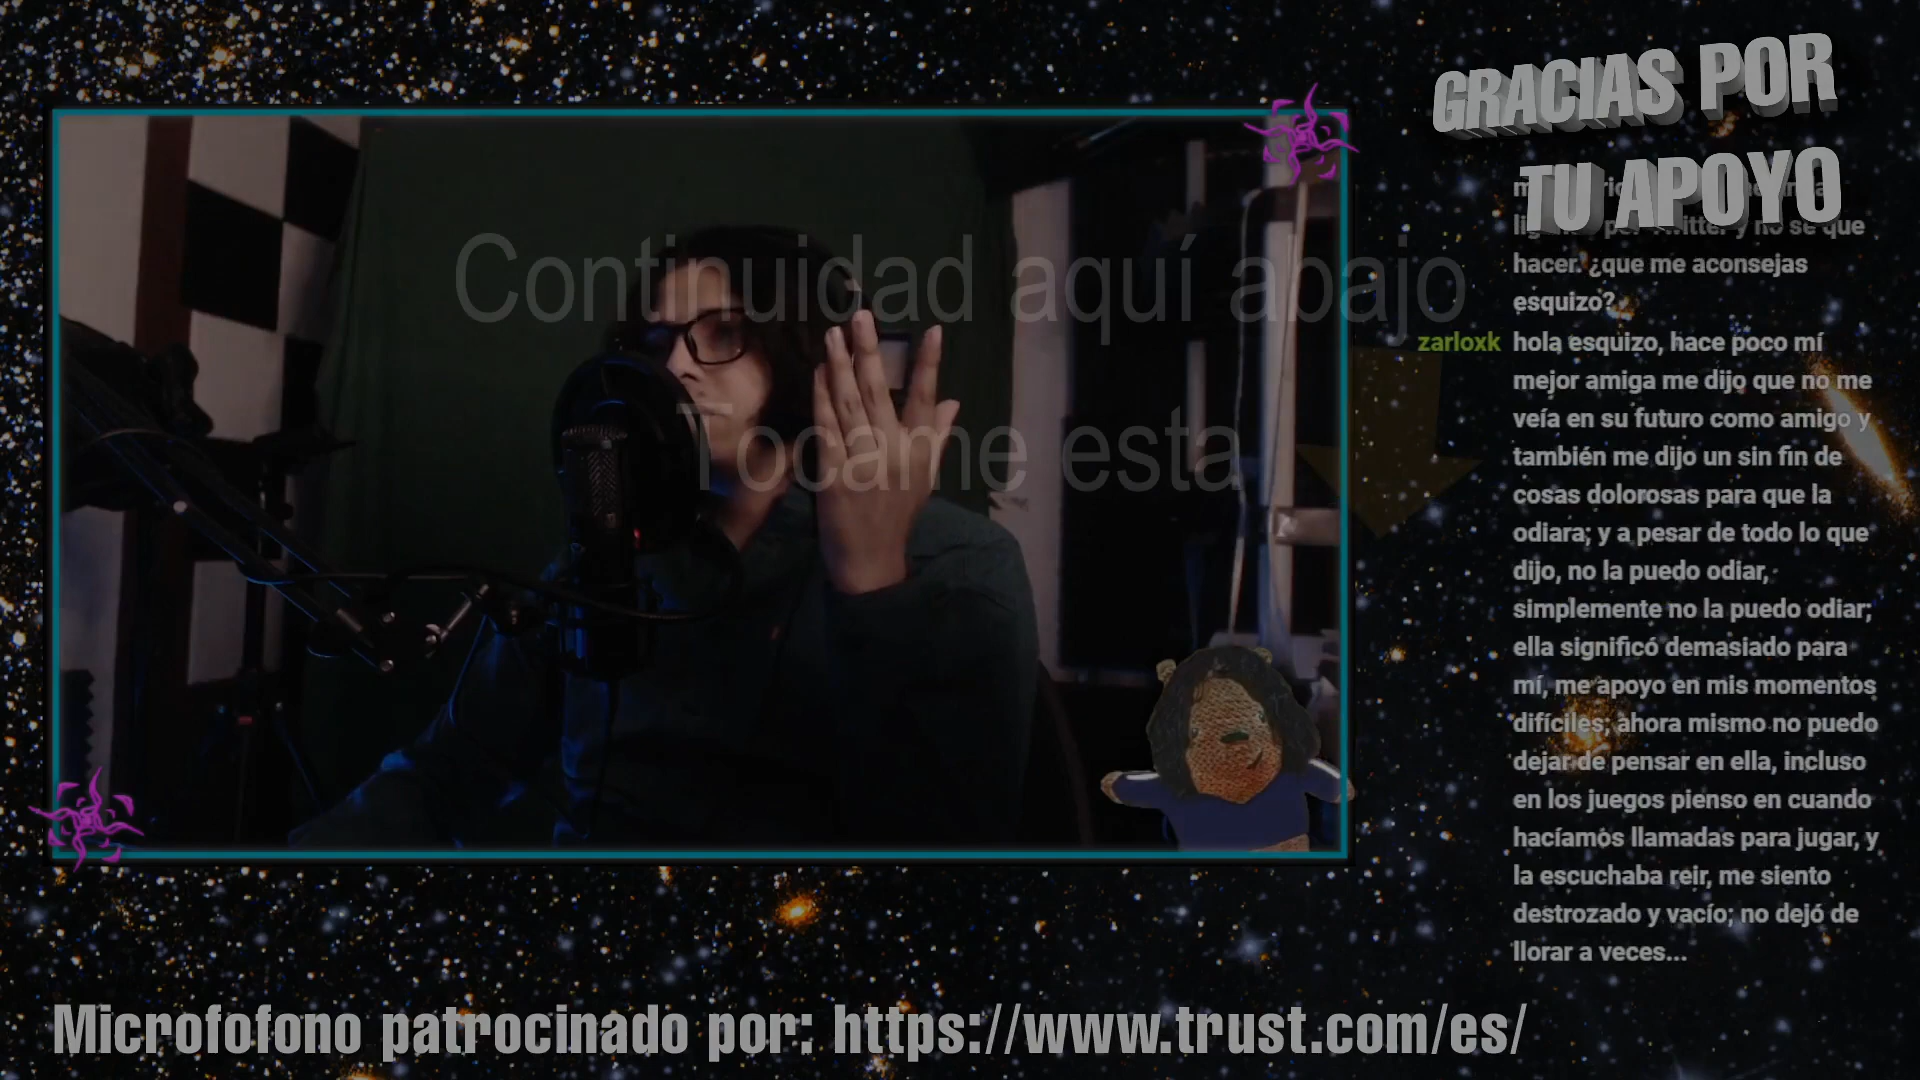 GRACIAS POR
TU APOYO
hacer. ¿que me aconsejas
esquizo?
zarloxk hola esquizo, hace poco mí
mejor amiga me dijo que no me
veía en su futuro como amigo y
también me dijo un sin fin de
cosas dolorosas para que la
odiara; y a pesar de todo lo que
dijo, no la puedo odiar,
simplemente no la puedo odiar;
ella significó demasiado para
mí, me apoyo en mis momentos
difíciles; ahora mismo no puedo
dejar de pensar en ella, incluso
en los juegos pienso en cuando
hacíamos llamadas para jugar, y
la escuchaba reir, me siento
destrozado y vacío; no dejó de
llorar a veces...
Continuidad aquí abajo
Tocame esta
Microfofono patrocinado por: https://www.trust.com/es/